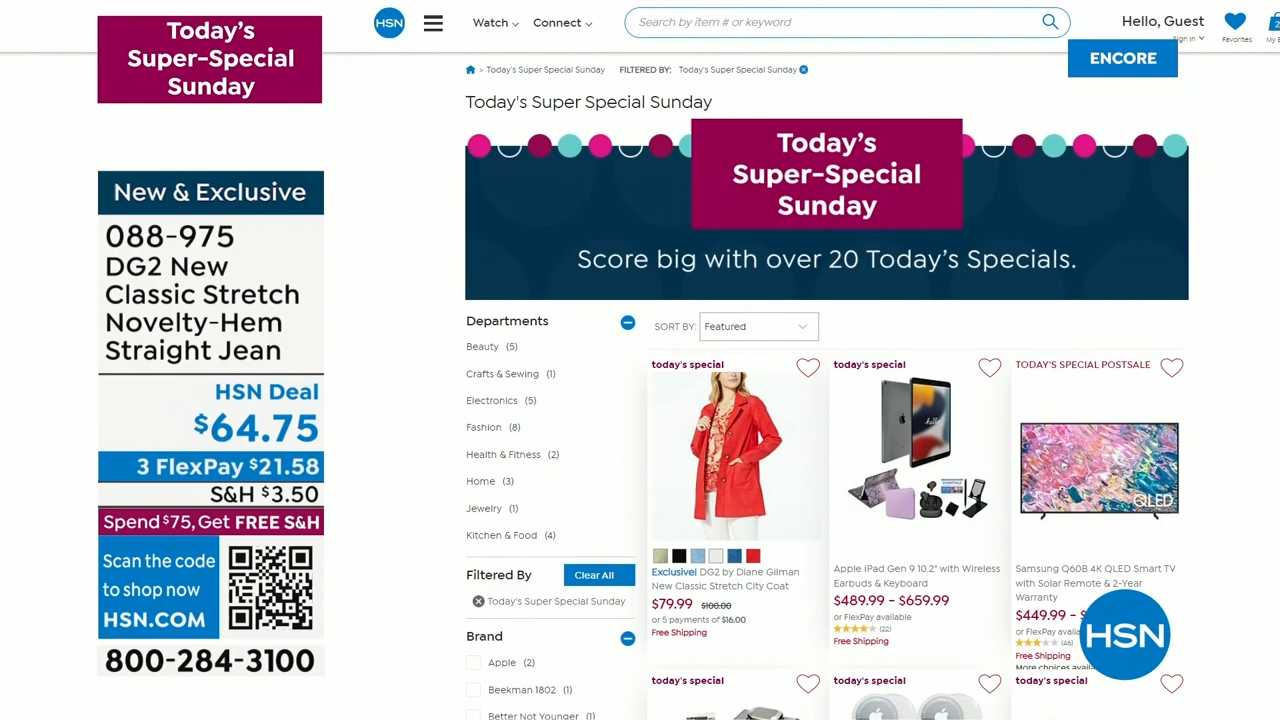 Today's
Super-Special
Sunday
New & Exclusive
088-975
DG2 New
Classic Stretch
Novelty-Hem
Straight Jean
HSN Deal
$64.75
3 FlexPay $21.58
S&H $3.50
Spend $75, Get FREE S&H
Scan the code
to shop now
HSN.COM
800-284-3100
HSN
Watch
Connect
Search by item # or keyword
Hello, Guest
Sign In
Favorites
ENCORE
> Today's Super Special Sunday FILTERED BY: Today's Super Special Sunday
Today's Super Special Sunday
Today's
Super-Special
Sunday
Score big with over 20 Today's Specials.
Departments
Beauty (5)
Crafts & Sewing (1)
Electronics (5)
Fashion (8)
Health & Fitness (2)
Home (3)
Jewelry (1)
Kitchen & Food (4)
Filtered By
Clear All
Today's Super Special Sunday
Brand
Apple (2)
Beekman 1802 (1)
Better Not Younger (1)
SORT BY: Featured
today's special
Exclusive! DG2 by Diane Gilman
New Classic Stretch City Coat
$79.99 $100.00
or 5 payments of $16.00
Free Shipping
today's special
hello
Apple iPad Gen 9 10.2" with Wireless
Earbuds & Keyboard
$489.99 - $659.99
or FlexPay available
(22)
Free Shipping
TODAY'S SPECIAL POSTSALE
QLED
Samsung Q60B 4K QLED Smart TV
with Solar Remote & 2-Year
Warranty
$449.99 - $
or FlexPay availa
(46)
Free Shipping
More choices availa
HSN
today's special
today's special
today's special